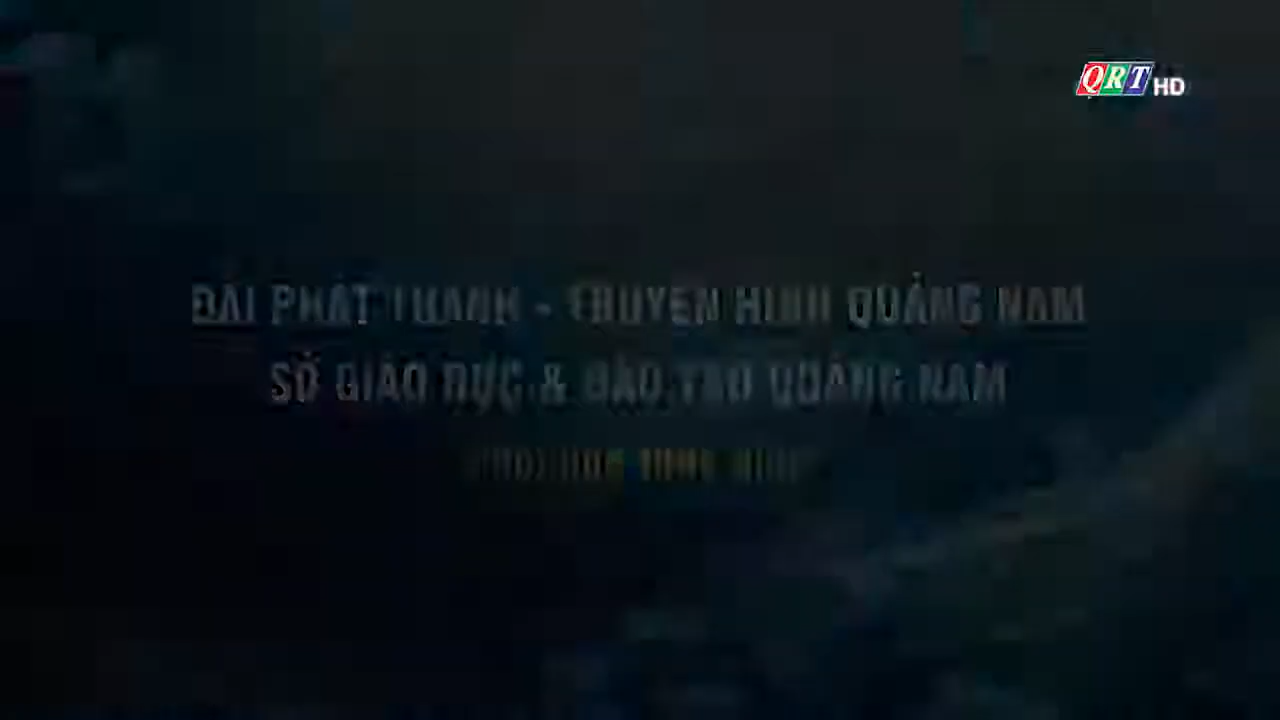 QRT HD
ĐÀI PHÁT THANH - TRUYỀN HÌNH QUẢNG NAM
SỞ GIÁO DỤC & ĐÀO TẠO QUẢNG NAM